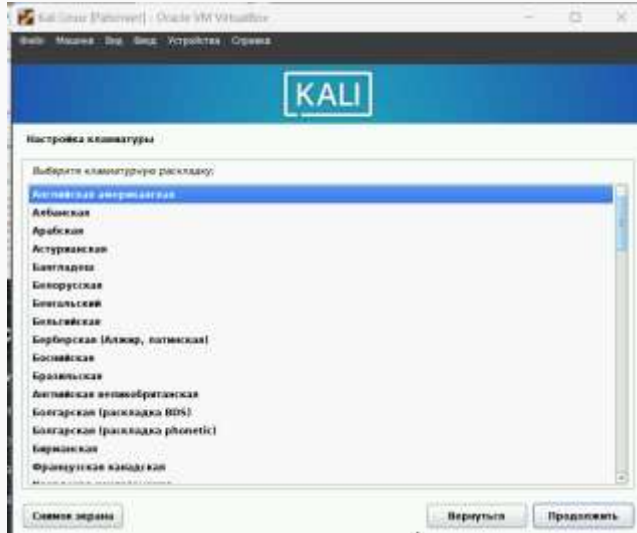 Kali Linux [Работает] - Oracle VM VirtualBox
Файл Машина Вид Ввод Устройства Справка
KALI
Настройка клавиатуры
Выберите клавиатурную раскладку:
Английская американская
Албанская
Арабская
Астурианская
Бангладеш
Белорусская
Бенгальский
Бельгийская
Берберская (Алжир, латинская)
Боснийская
Бразильская
Английская великобританская
Болгарская (раскладка BDS)
Болгарская (раскладка phonetic)
Бирманская
Французская канадская
Снимок экрана
Вернуться
Продолжить